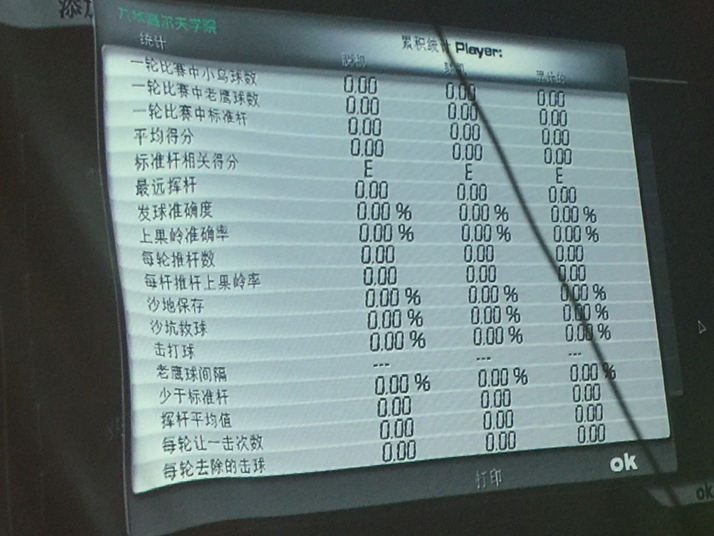 添
尔夫学院
累积统计 Player:
统计
一轮比赛中小鸟球数 0.00 0.00 0.00
一轮比赛中老鹰球数 0.00 0.00 0.00
一轮比赛中标准杆 0.00 0.00 0.00
平均得分 0.00 0.00 0.00
标准杆相关得分 E E E
最远挥杆 0.00 0.00 0.00
发球准确度 0.00 % 0.00 % 0.00 %
上果岭准确率 0.00 % 0.00 % 0.00 %
每轮推杆数 0.00 0.00 0.00
每杆推杆上果岭率 0.00 0.00 0.00
沙地保存 0.00 % 0.00 % 0.00 %
沙坑救球 0.00 % 0.00 % 0.00 %
击打球 0.00 % 0.00 % 0.00 %
老鹰球间隔 --- --- ---
少于标准杆 0.00 % 0.00 % 0.00 %
挥杆平均值 0.00 0.00 0.00
每轮让一击次数 0.00 0.00 0.00
每轮去除的击球 0.00 0.00 0.00
打印 ok
ok